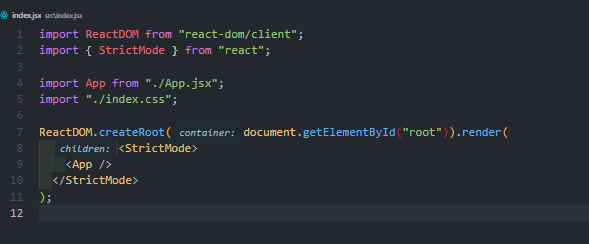 index.jsx src\index.jsx
1 import ReactDOM from "react-dom/client";
2 import { StrictMode } from "react";
3
4 import App from "./App.jsx";
5 import "./index.css";
6
7 ReactDOM.createRoot( container: document.getElementById("root")).render(
8 children: <StrictMode>
9 <App />
10 </StrictMode>
11 );
12